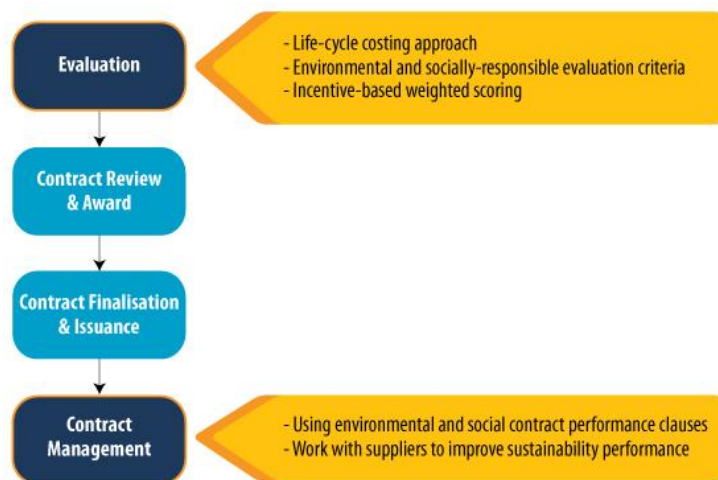 Evaluation
- Life-cycle costing approach
- Environmental and socially-responsible evaluation criteria
- Incentive-based weighted scoring
Contract Review
& Award
Contract Finalisation
& Issuance
Contract
Management
- Using environmental and social contract performance clauses
- Work with suppliers to improve sustainability performance